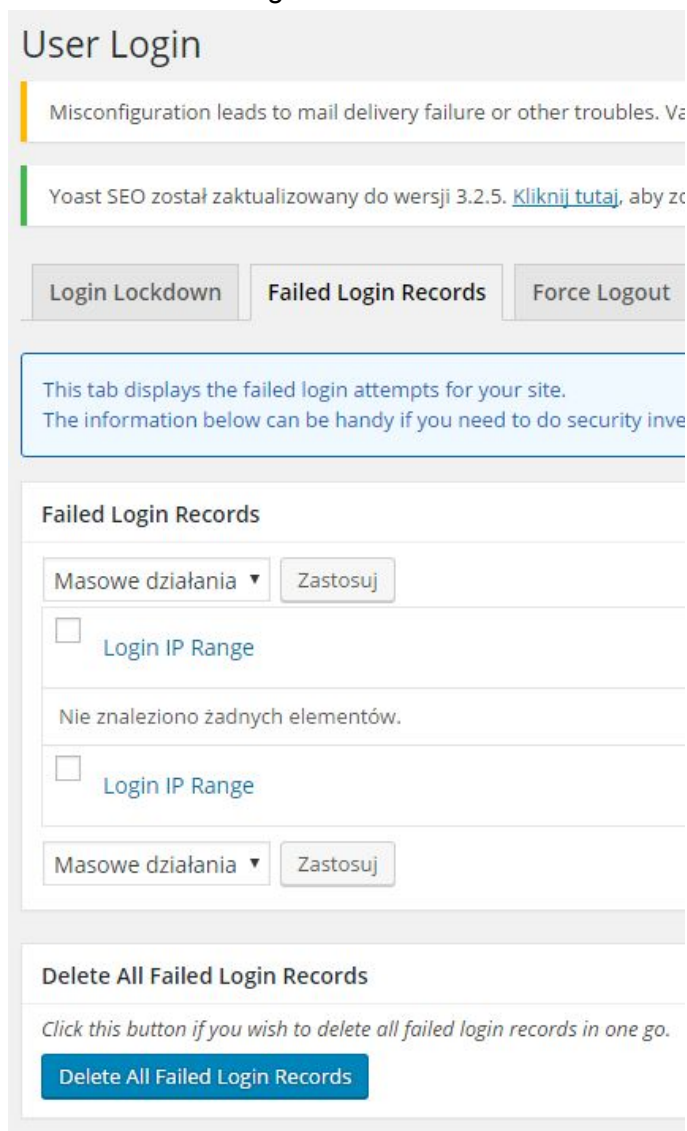 User Login
Misconfiguration leads to mail delivery failure or other troubles. Va
Yoast SEO został zaktualizowany do wersji 3.2.5. Kliknij tutaj, aby zo
Login Lockdown Failed Login Records Force Logout
This tab displays the failed login attempts for your site.
The information below can be handy if you need to do security inve
Failed Login Records
Masowe działania Zastosuj
Login IP Range
Nie znaleziono żadnych elementów.
Login IP Range
Masowe działania Zastosuj
Delete All Failed Login Records
Click this button if you wish to delete all failed login records in one go.
Delete All Failed Login Records